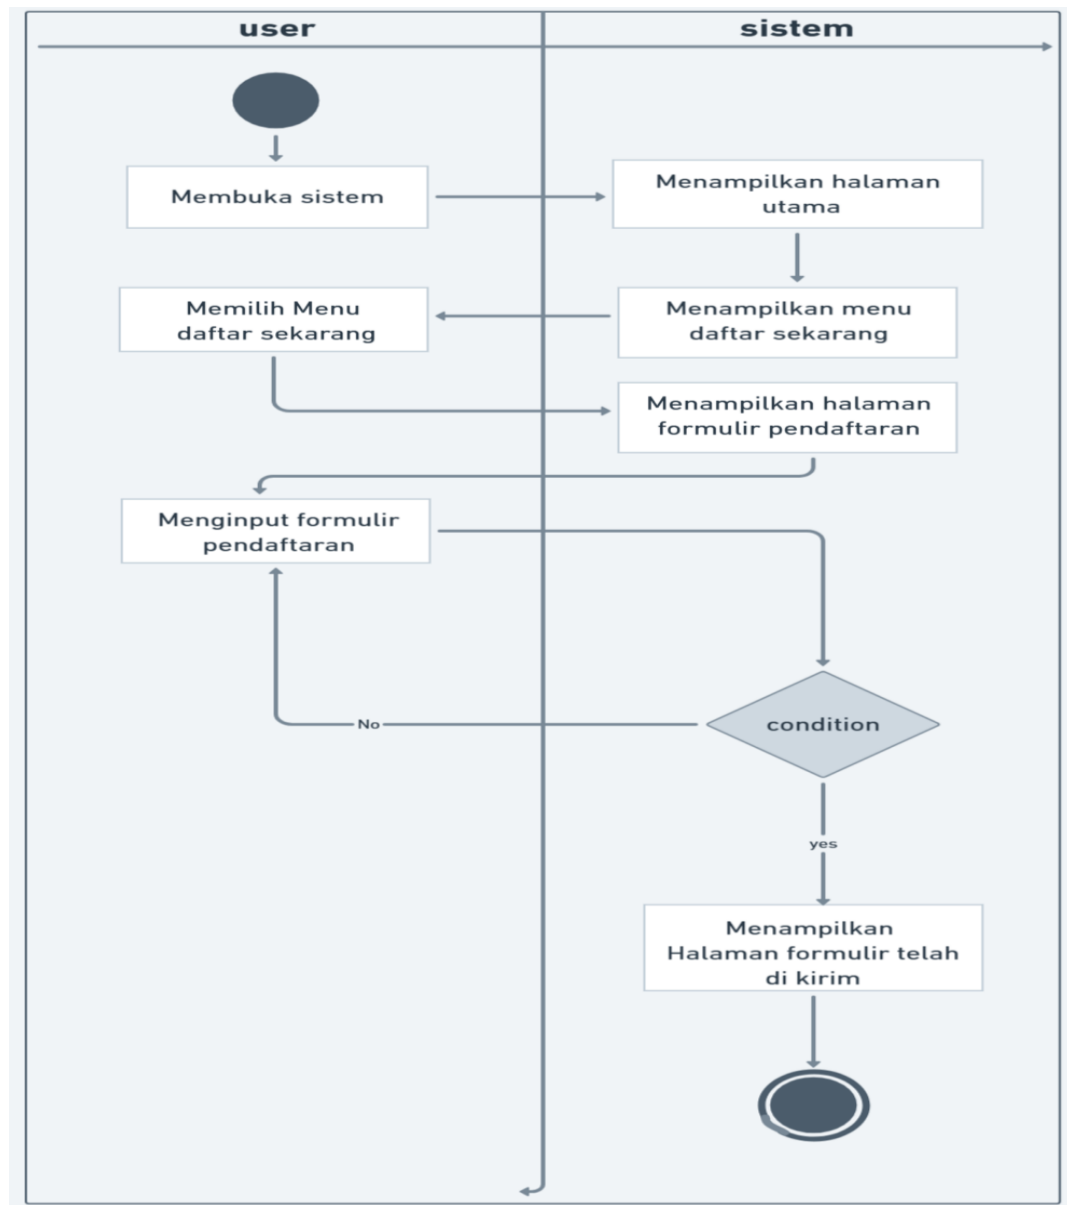 user
sistem
Membuka sistem
Menampilkan halaman
utama
Memilih Menu
daftar sekarang
Menampilkan menu
daftar sekarang
Menampilkan halaman
formulir pendaftaran
Menginput formulir
pendaftaran
No
condition
yes
Menampilkan
Halaman formulir telah
di kirim